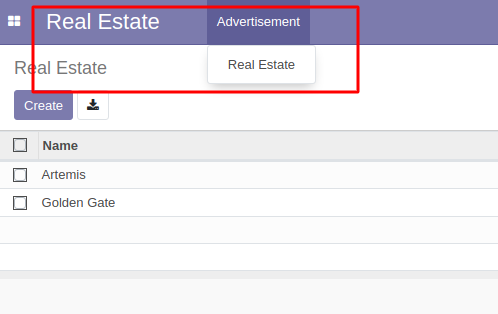 Real Estate Advertisement
Real Estate
Real Estate
Create
Name
Artemis
Golden Gate